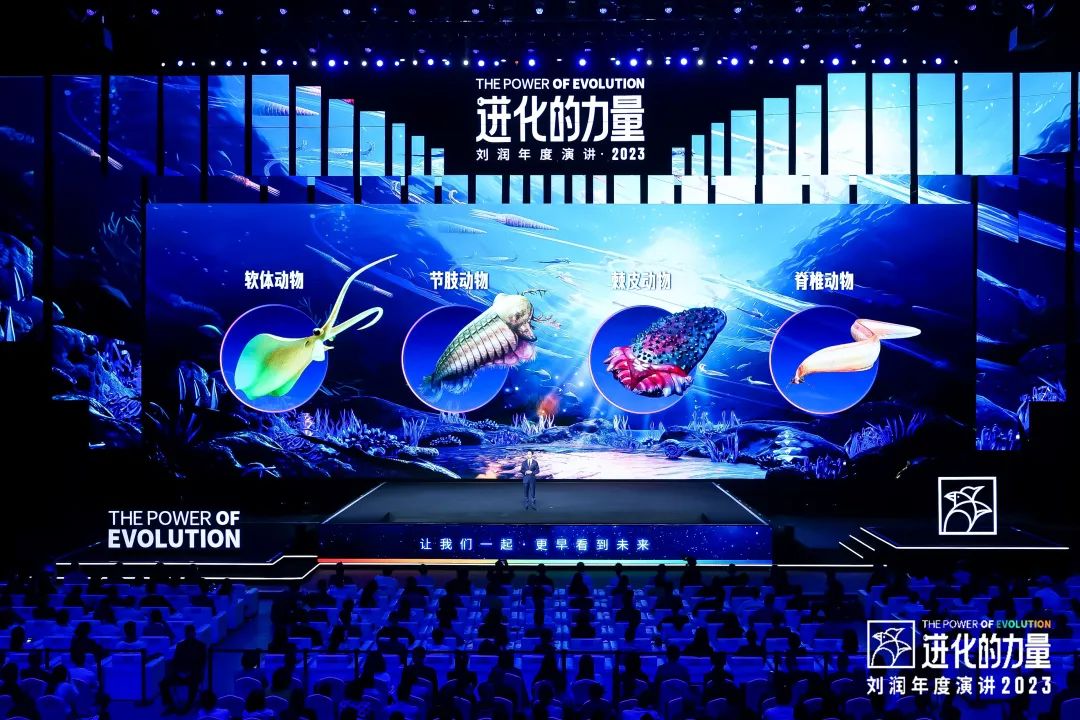 THE POWER OF EVOLUTION
进化的力量
刘润年度演讲·2023
软体动物
节肢动物
棘皮动物
脊椎动物
THE POWER OF
EVOLUTION
让我们一起·更早看到未来
THE POWER OF EVOLUTION
进化的力量
刘润年度演讲2023